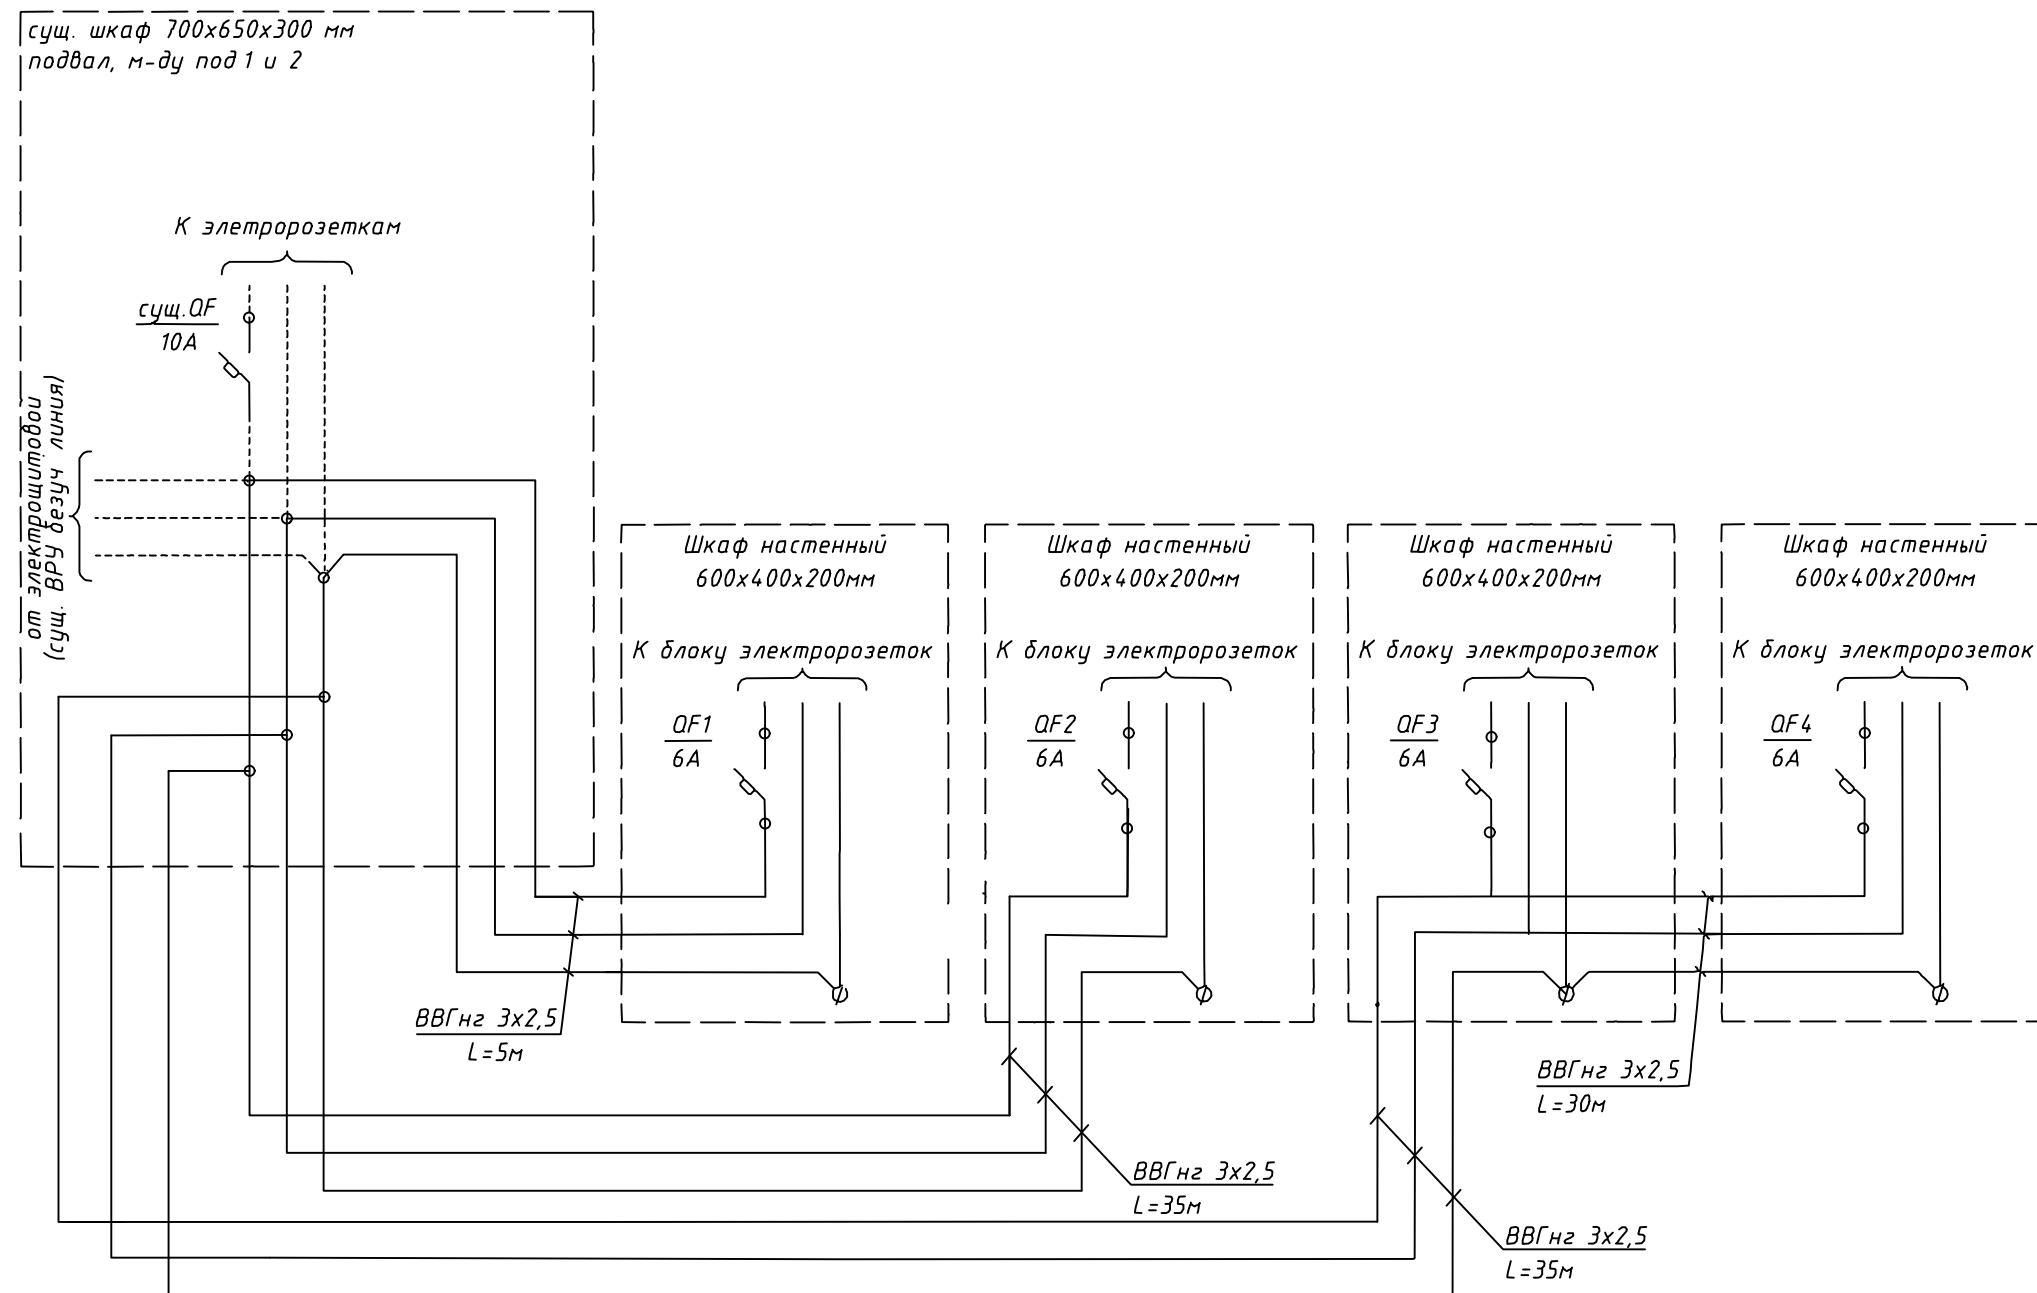 сущ. шкаф 700х650х300 мм
подвал, м-ду под 1 и 2
К элетророзеткам
сущ.QF
10А
от электрощитовой
(сущ. ВРУ безуч линия)
Шкаф настенный
600х400х200мм
К блоку электророзеток
QF1
6А
Шкаф настенный
600х400х200мм
К блоку электророзеток
QF2
6А
Шкаф настенный
600х400х200мм
К блоку электророзеток
QF3
6А
Шкаф настенный
600х400х200мм
К блоку электророзеток
QF4
6А
ВВГнг 3х2,5
L=5м
ВВГнг 3х2,5
L=30м
ВВГнг 3х2,5
L=35м
ВВГнг 3х2,5
L=35м